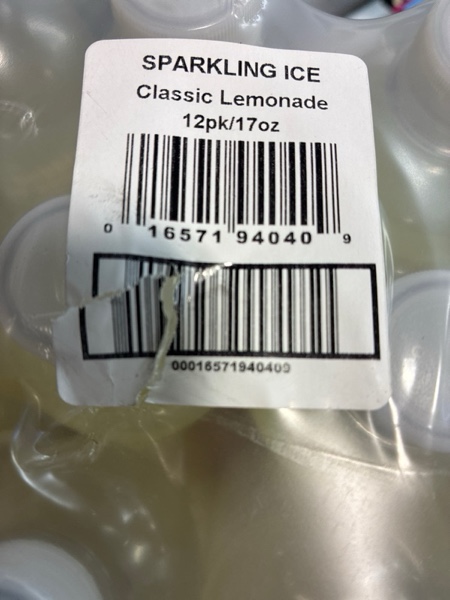 SPARKLING ICE
Classic Lemonade
12pk/17oz
0 16571 94040 9
00016571940409